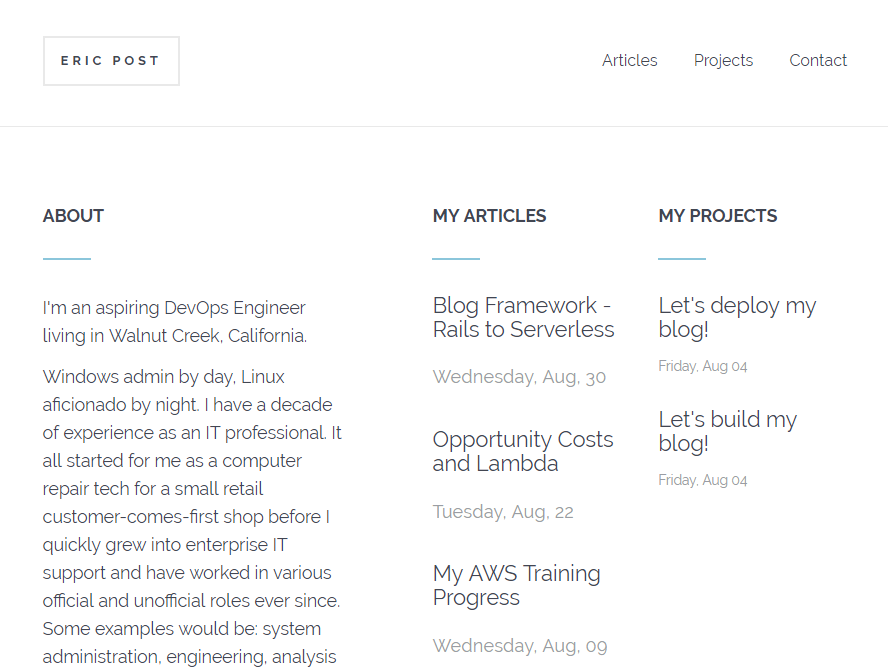 ERIC POST
Articles
Projects
Contact
ABOUT
I'm an aspiring DevOps Engineer
living in Walnut Creek, California.
Windows admin by day, Linux
aficionado by night. I have a decade
of experience as an IT professional. It
all started for me as a computer
repair tech for a small retail
customer-comes-first shop before I
quickly grew into enterprise IT
support and have worked in various
official and unofficial roles ever since.
Some examples would be: system
administration, engineering, analysis
MY ARTICLES
Blog Framework -
Rails to Serverless
Wednesday, Aug, 30
Opportunity Costs
and Lambda
Tuesday, Aug, 22
My AWS Training
Progress
Wednesday, Aug, 09
MY PROJECTS
Let's deploy my
blog!
Friday, Aug 04
Let's build my
blog!
Friday, Aug 04